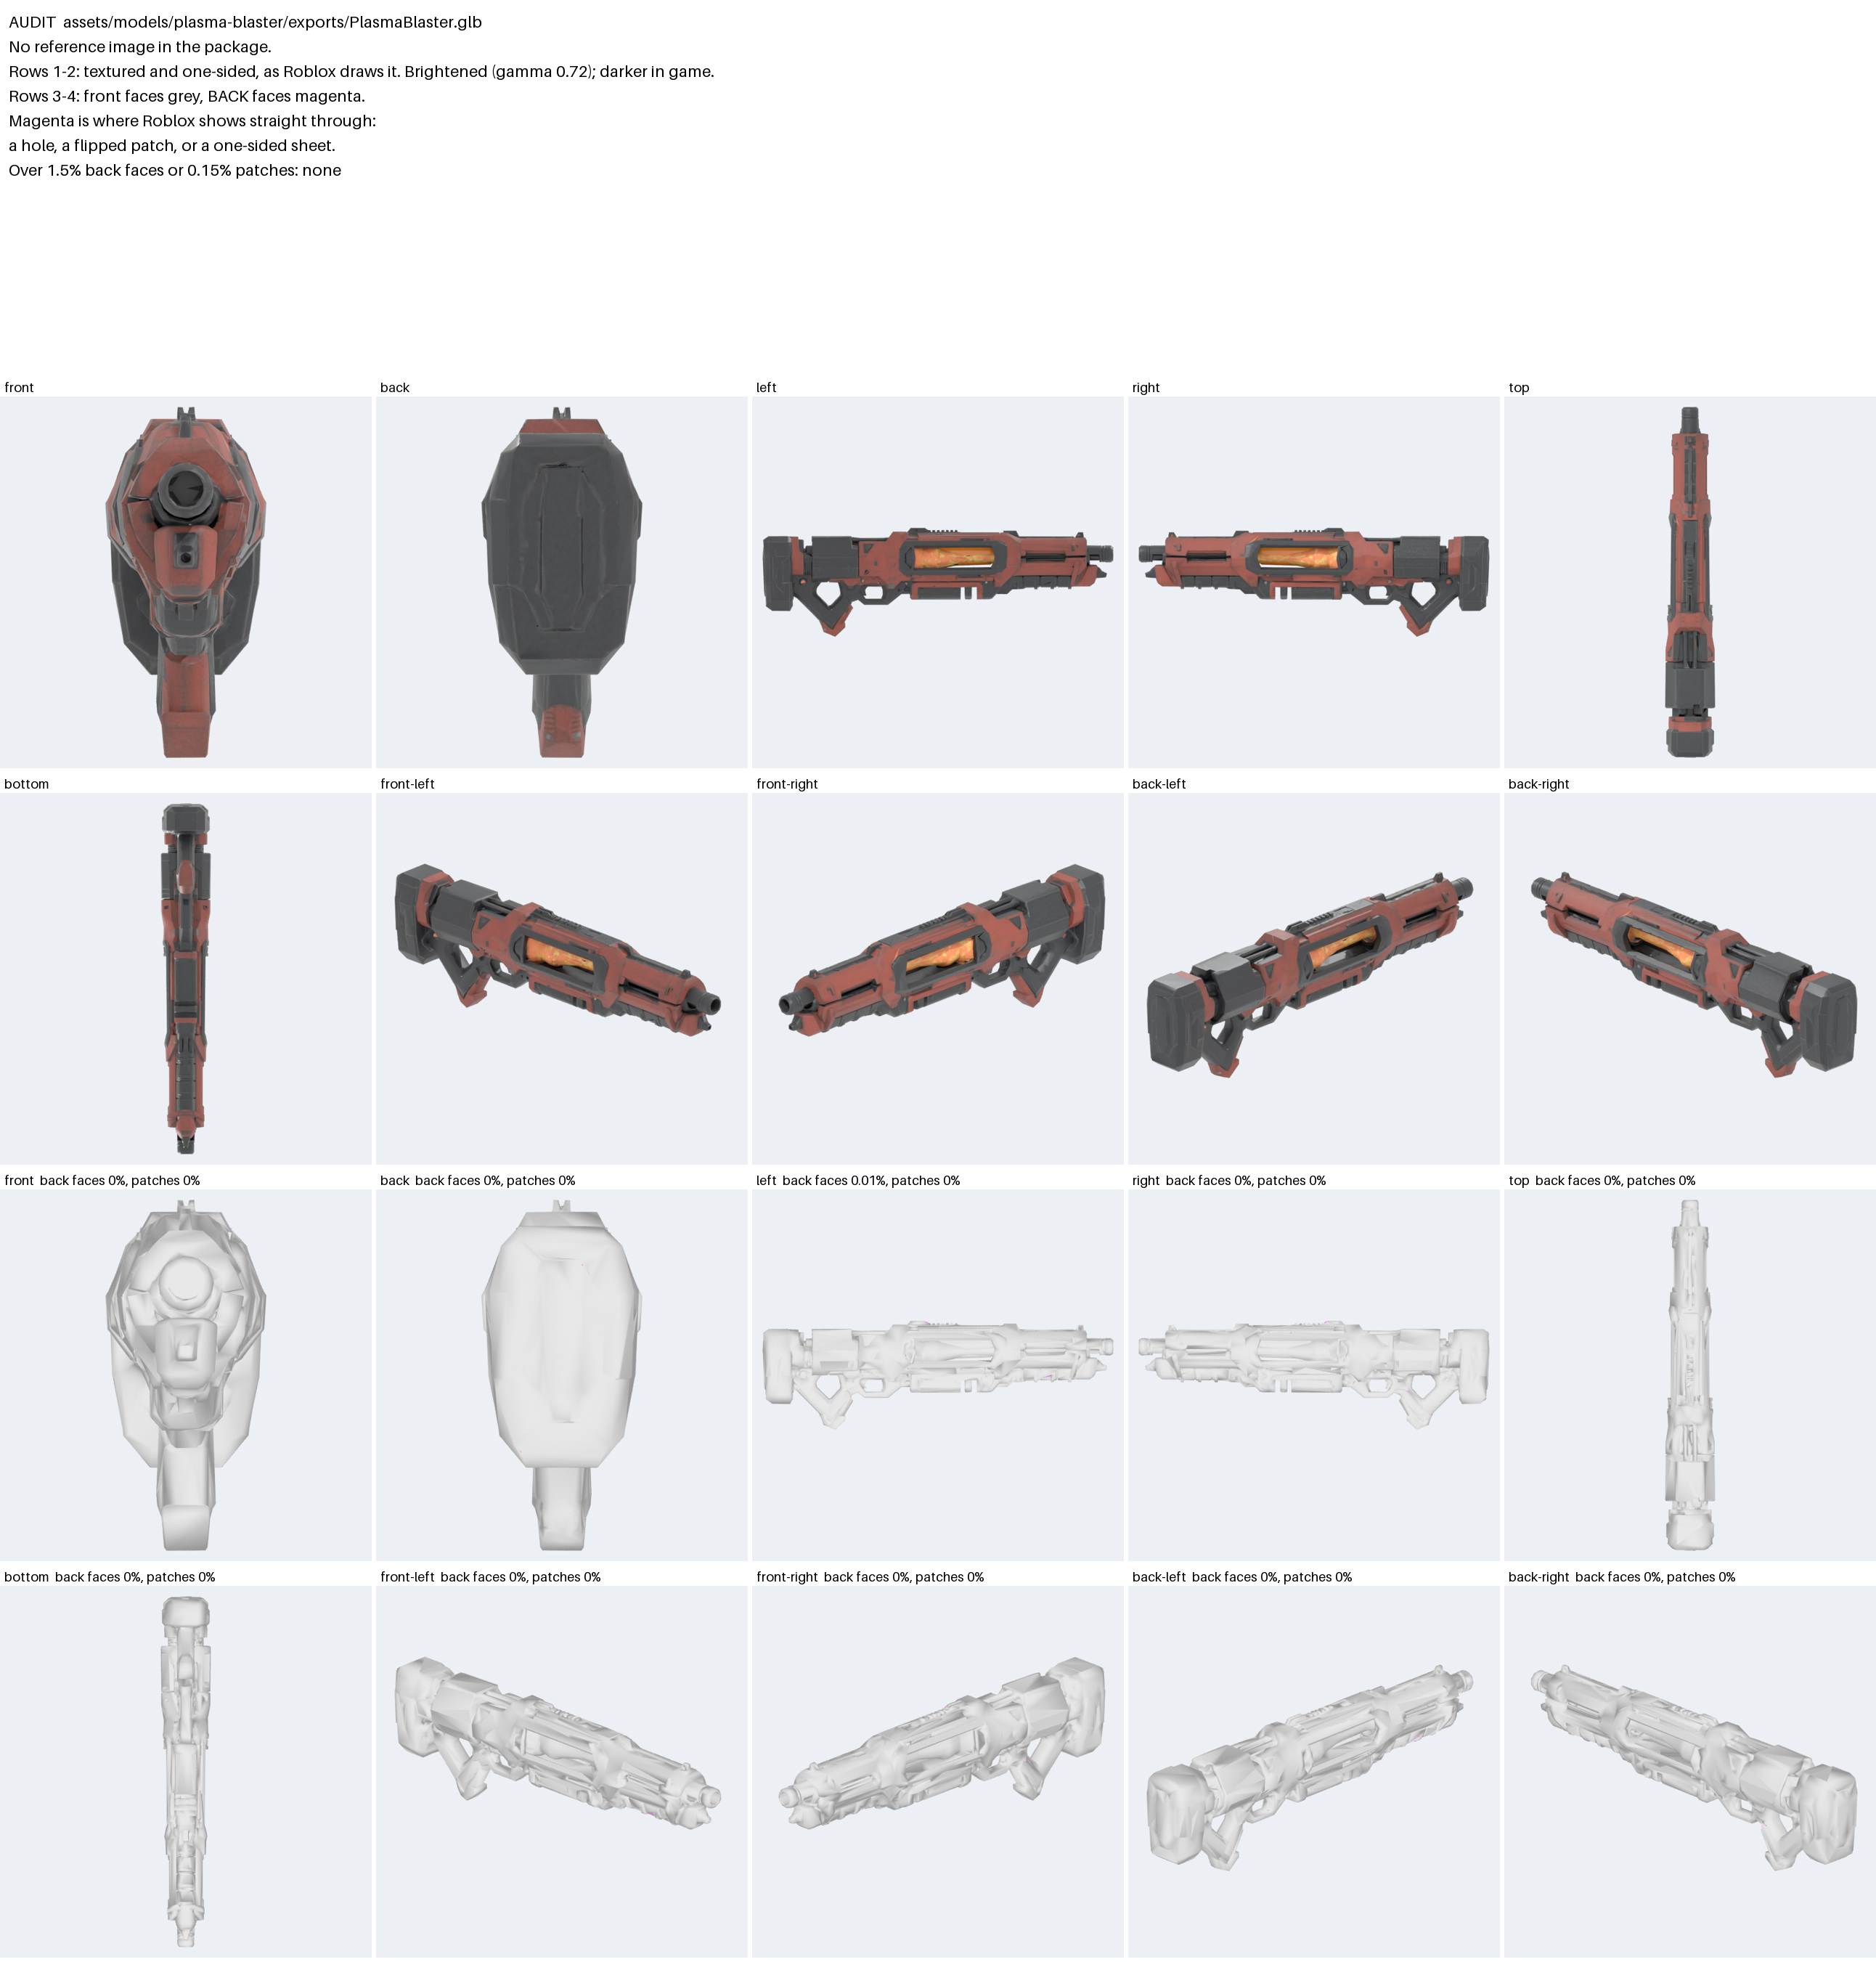 AUDIT  assets/models/plasma-blaster/exports/PlasmaBlaster.glb
No reference image in the package.
Rows 1-2: textured and one-sided, as Roblox draws it. Brightened (gamma 0.72); darker in game.
Rows 3-4: front faces grey, BACK faces magenta.
Magenta is where Roblox shows straight through:
a hole, a flipped patch, or a one-sided sheet.
Over 1.5% back faces or 0.15% patches: none
front
back
left
right
top
bottom
front-left
front-right
back-left
back-right
front  back faces 0%, patches 0%
back  back faces 0%, patches 0%
left  back faces 0.01%, patches 0%
right  back faces 0%, patches 0%
top  back faces 0%, patches 0%
bottom  back faces 0%, patches 0%
front-left  back faces 0%, patches 0%
front-right  back faces 0%, patches 0%
back-left  back faces 0%, patches 0%
back-right  back faces 0%, patches 0%